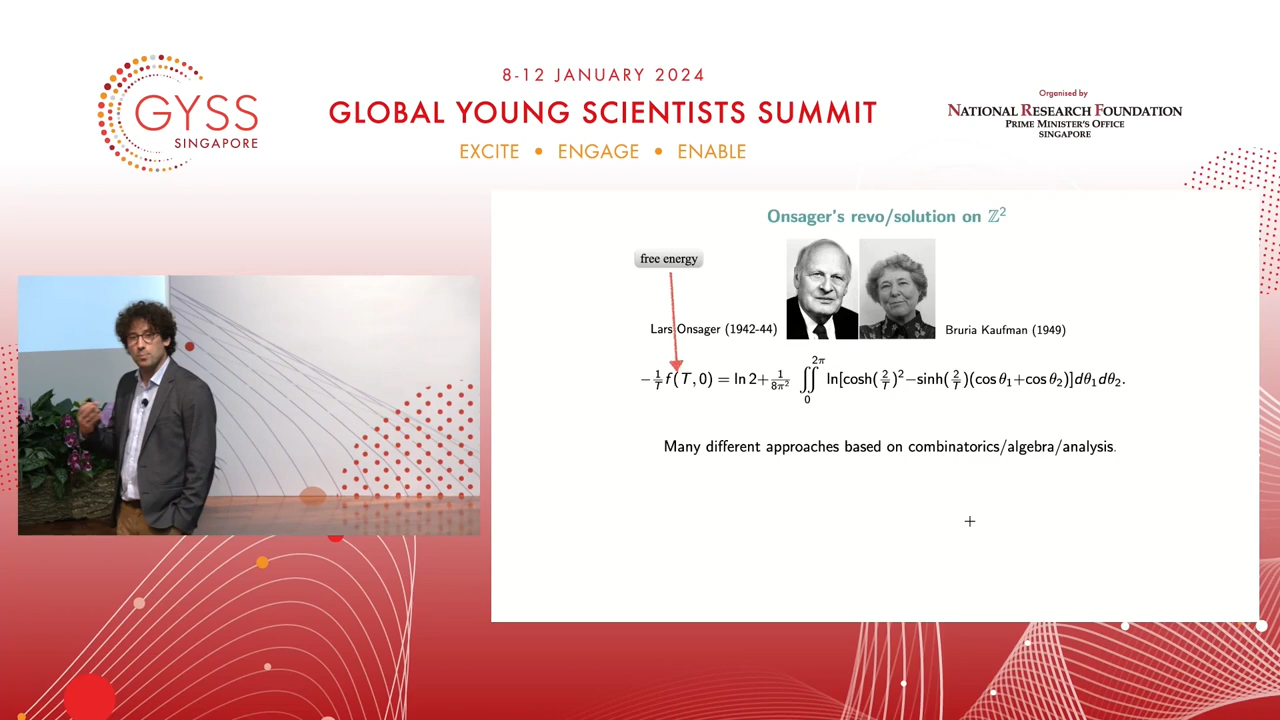 GYSS
SINGAPORE
8-12 JANUARY 2024
GLOBAL YOUNG SCIENTISTS SUMMIT
EXCITE • ENGAGE • ENABLE
Organised by
NATIONAL RESEARCH FOUNDATION
PRIME MINISTER'S OFFICE
SINGAPORE
Onsager's revo/solution on ℤ²
free energy
Lars Onsager (1942-44)
Bruria Kaufman (1949)
−1/T f(T, 0) = ln 2+1/8π² ∬₀^2π ln[cosh(2/T)²−sinh(2/T)(cos θ₁+cos θ₂)]dθ₁dθ₂.
Many different approaches based on combinatorics/algebra/analysis.